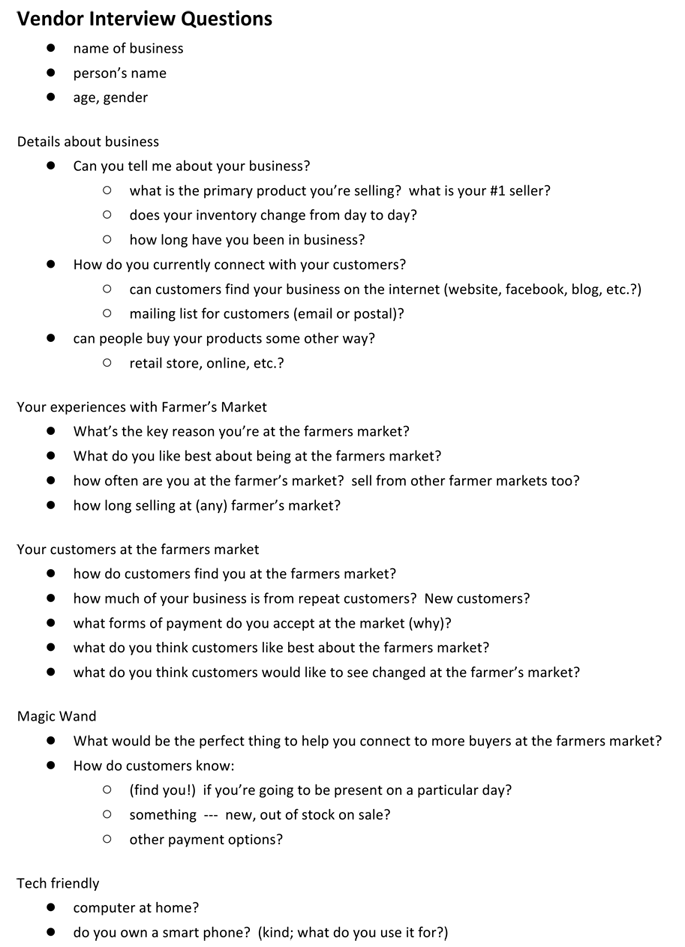 Vendor Interview Questions
● name of business
● person's name
● age, gender
Details about business
● Can you tell me about your business?
○ what is the primary product you're selling?  what is your #1 seller?
○ does your inventory change from day to day?
○ how long have you been in business?
● How do you currently connect with your customers?
○ can customers find your business on the internet (website, facebook, blog, etc.?)
○ mailing list for customers (email or postal)?
● can people buy your products some other way?
○ retail store, online, etc.?
Your experiences with Farmer's Market
● What's the key reason you're at the farmers market?
● What do you like best about being at the farmers market?
● how often are you at the farmer's market?  sell from other farmer markets too?
● how long selling at (any) farmer's market?
Your customers at the farmers market
● how do customers find you at the farmers market?
● how much of your business is from repeat customers?  New customers?
● what forms of payment do you accept at the market (why)?
● what do you think customers like best about the farmers market?
● what do you think customers would like to see changed at the farmer's market?
Magic Wand
● What would be the perfect thing to help you connect to more buyers at the farmers market?
● How do customers know:
○ (find you!)  if you're going to be present on a particular day?
○ something  ---  new, out of stock on sale?
○ other payment options?
Tech friendly
● computer at home?
● do you own a smart phone?  (kind; what do you use it for?)